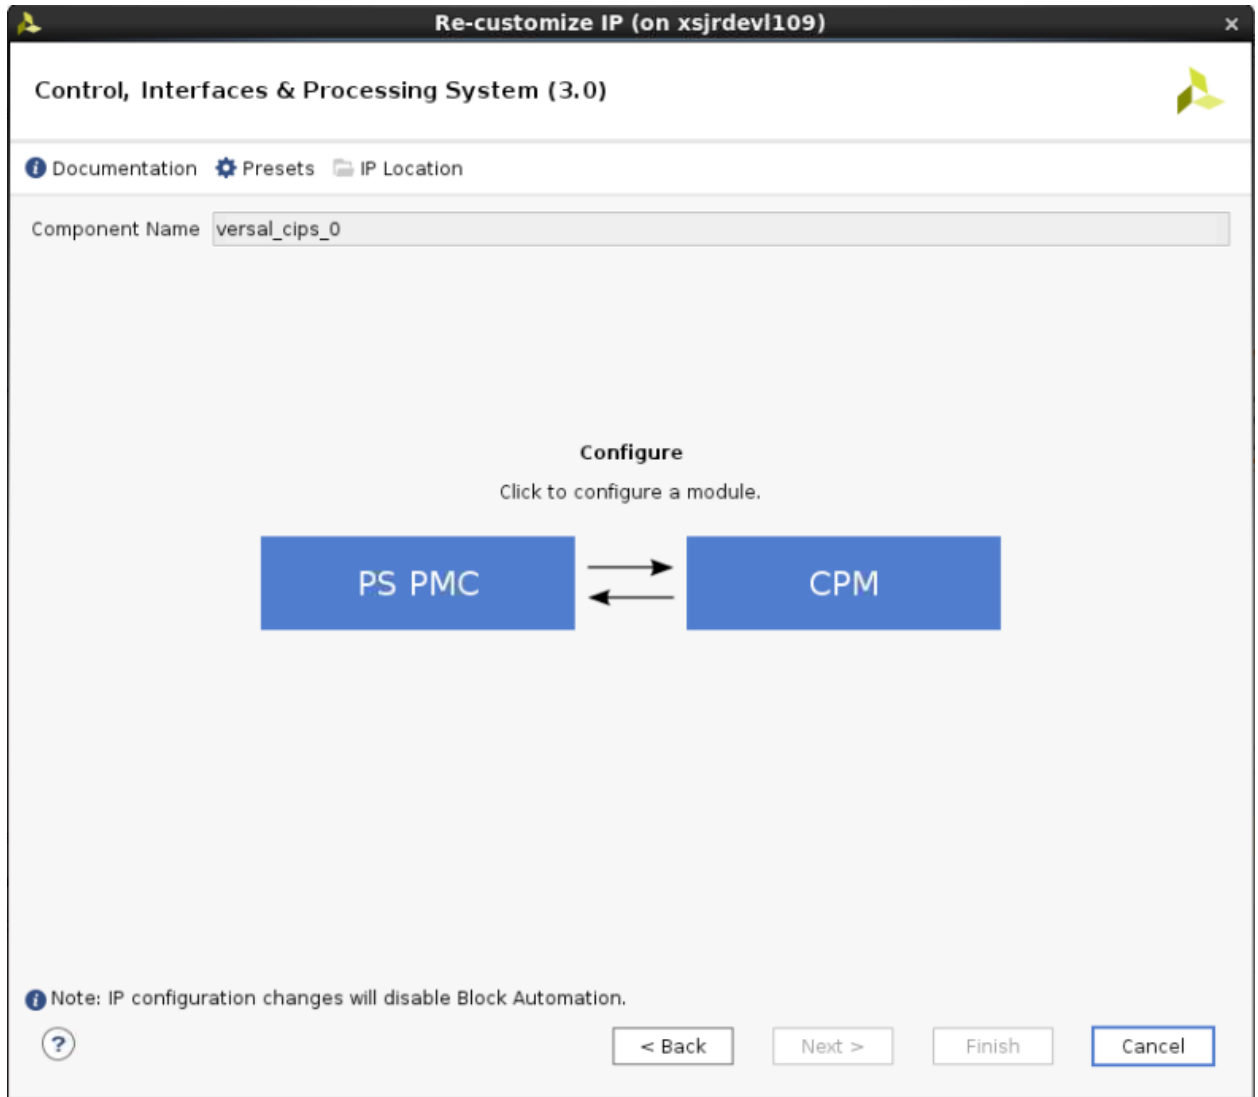 Re-customize IP (on xsjrdevl109)
Control, Interfaces & Processing System (3.0)
Documentation Presets IP Location
Component Name versal_cips_0
Configure
Click to configure a module.
PS PMC CPM
Note: IP configuration changes will disable Block Automation.
? < Back Next > Finish Cancel